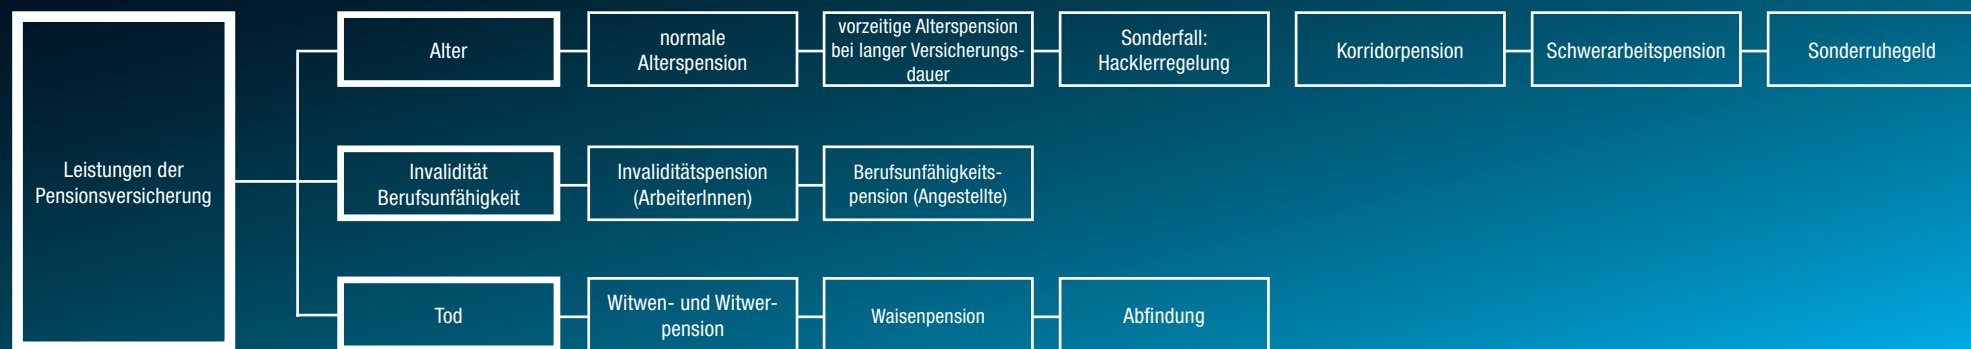 Leistungen der
Pensionsversicherung
Alter
normale
Alterspension
vorzeitige Alterspension
bei langer Versicherungs-
dauer
Sonderfall:
Hacklerregelung
Korridorpension
Schwerarbeitspension
Sonderruhegeld
Invalidität
Berufsunfähigkeit
Invaliditätspension
(ArbeiterInnen)
Berufsunfähigkeits-
pension (Angestellte)
Tod
Witwen- und Witwer-
pension
Waisenpension
Abfindung